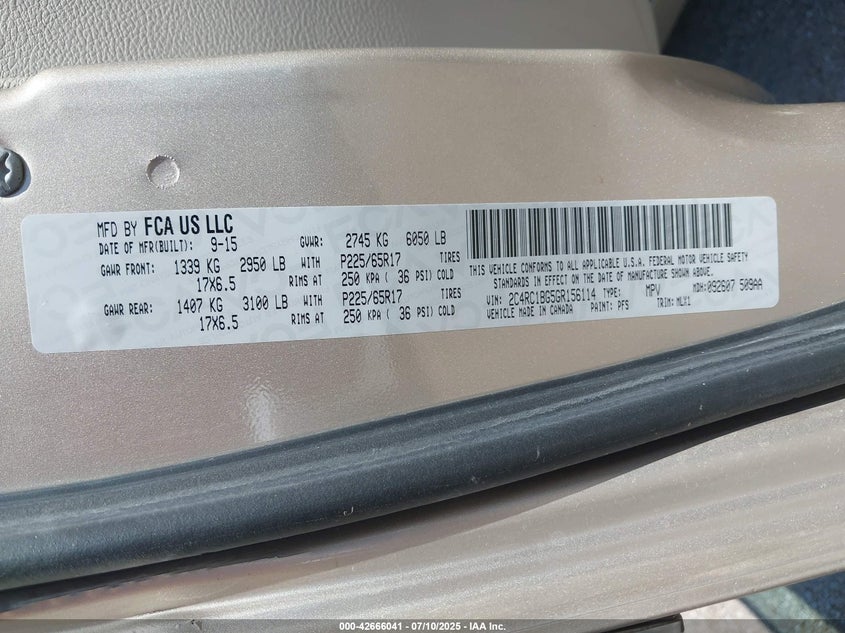 MFD BY FCA US LLC
DATE OF MFR(BUILT): 9-15 GVWR: 2745 KG 6050 LB
GAWR FRONT: 1339 KG 2950 LB WITH P225/65R17 TIRES
17X6.5 RIMS AT 250 KPA ( 36 PSI) COLD
GAWR REAR: 1407 KG 3100 LB WITH P225/65R17 TIRES
17X6.5 RIMS AT 250 KPA ( 36 PSI) COLD
THIS VEHICLE CONFORMS TO ALL APPLICABLE U.S.A. FEDERAL MOTOR VEHICLE SAFETY
STANDARDS IN EFFECT ON THE DATE OF MANUFACTURE SHOWN ABOVE.
VIN: 2C4RC1BG5GR156114 TYPE: MPV MDH:092607 509AA
VEHICLE MADE IN CANADA PAINT: PFS TRIM: MLX1
000-42666041 - 07/10/2025 - IAA Inc.